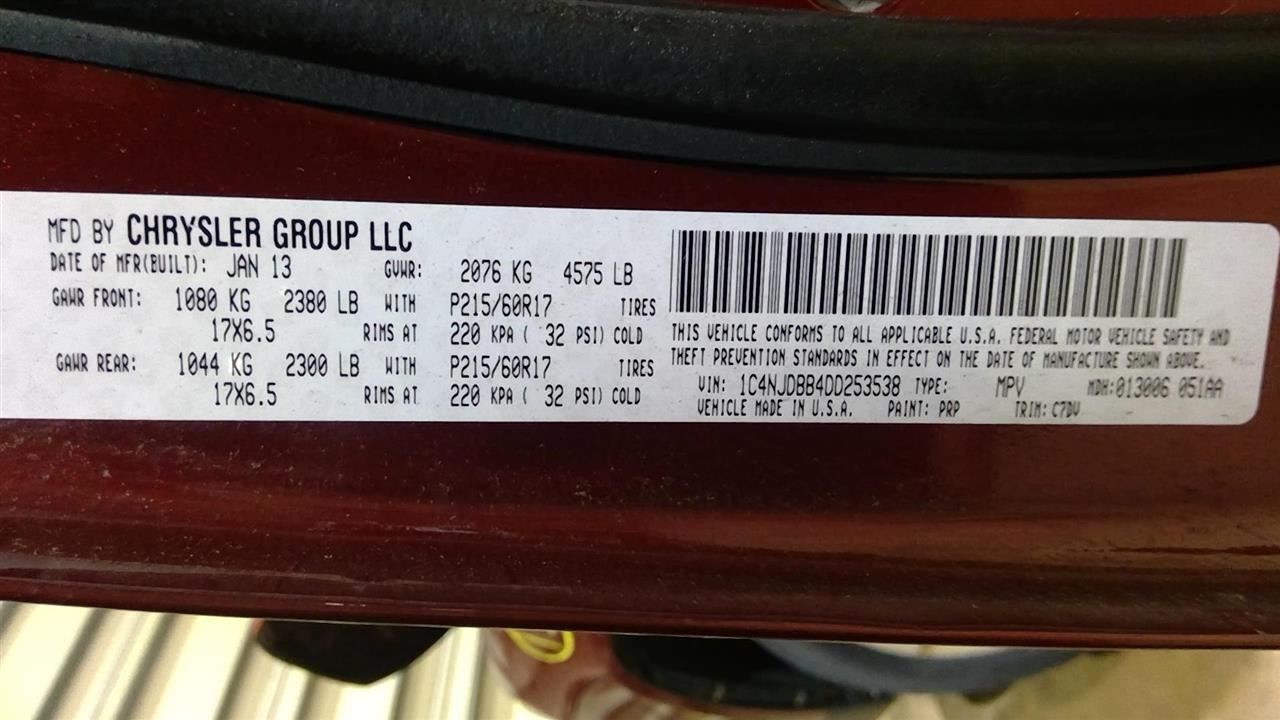 MFD BY CHRYSLER GROUP LLC
DATE OF MFR(BUILT): JAN 13 GVWR: 2076 KG 4575 LB
GAWR FRONT: 1080 KG 2380 LB WITH P215/60R17 TIRES
17X6.5 RIMS AT 220 KPA ( 32 PSI) COLD
GAWR REAR: 1044 KG 2300 LB WITH P215/60R17 TIRES
17X6.5 RIMS AT 220 KPA ( 32 PSI) COLD
THIS VEHICLE CONFORMS TO ALL APPLICABLE U.S.A. FEDERAL MOTOR VEHICLE SAFETY AND
THEFT PREVENTION STANDARDS IN EFFECT ON THE DATE OF MANUFACTURE SHOWN ABOVE.
VIN: 1C4NJDBB4DD253538 TYPE: MPV MDH:013006 051AA
VEHICLE MADE IN U.S.A. PAINT: PRP TRIM: C7DV